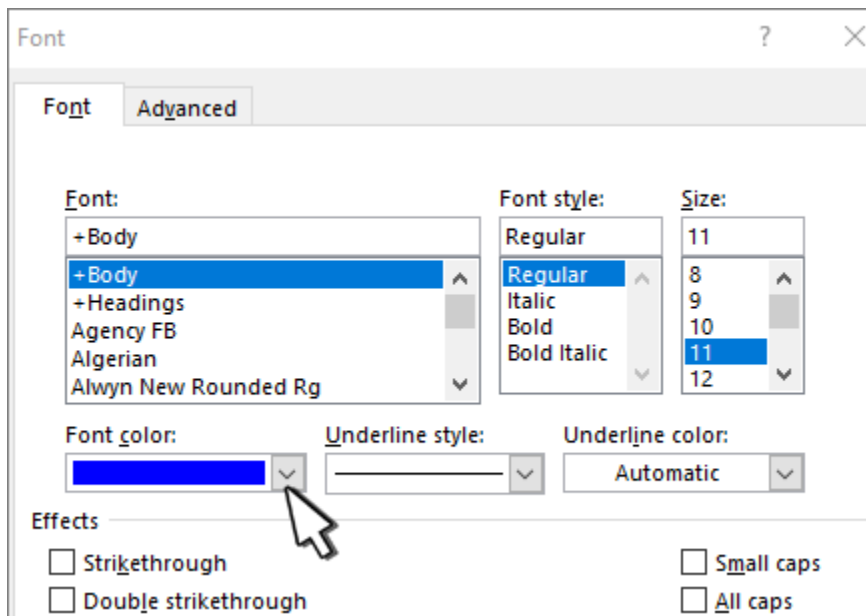 Font ?
Font Advanced
Font: Font style: Size:
+Body Regular 11
+Body Regular 8
+Headings Italic 9
Agency FB Bold 10
Algerian Bold Italic 11
Alwyn New Rounded Rg 12
Font color: Underline style: Underline color:
Automatic
Effects
Strikethrough Small caps
Double strikethrough All caps